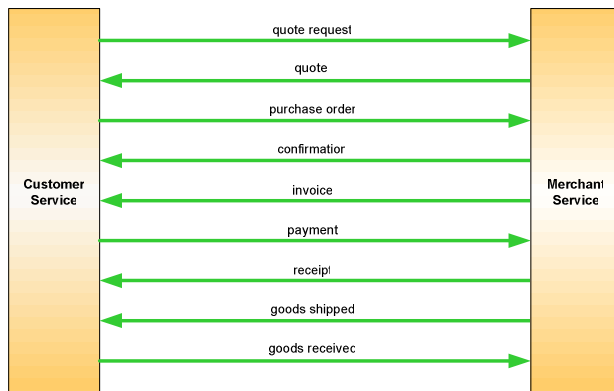 quote request
quote
purchase order
confirmation
Customer
Service
invoice
Merchant
Service
payment
receipt
goods shipped
goods received